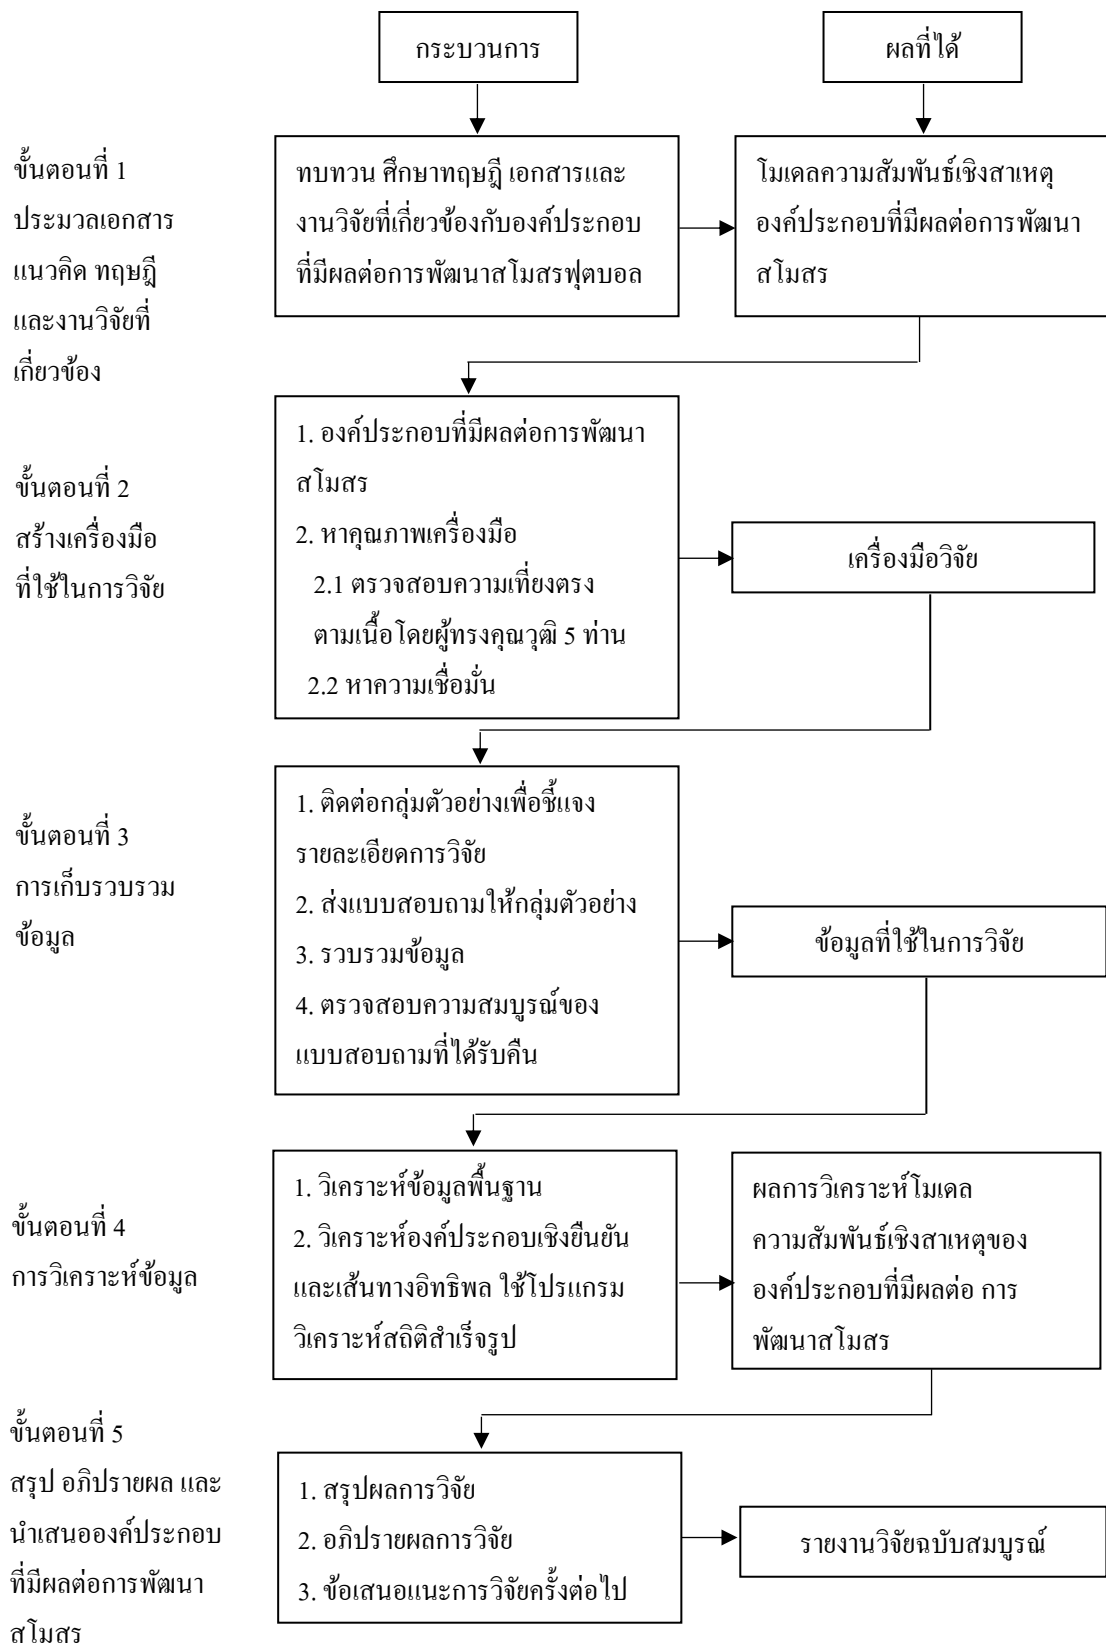 กระบวนการ
ผลที่ได้
ขั้นตอนที่ 1
ประมวลเอกสาร
แนวคิด ทฤษฎี
และงานวิจัยที่
เกี่ยวข้อง
ทบทวน ศึกษาทฤษฎี เอกสารและ
งานวิจัยที่เกี่ยวข้องกับองค์ประกอบ
ที่มีผลต่อการพัฒนาสโมสรฟุตบอล
โมเดลความสัมพันธ์เชิงสาเหตุ
องค์ประกอบที่มีผลต่อการพัฒนา
สโมสร
ขั้นตอนที่ 2
สร้างเครื่องมือ
ที่ใช้ในการวิจัย
1. องค์ประกอบที่มีผลต่อการพัฒนา
สโมสร
2. หาคุณภาพเครื่องมือ
2.1 ตรวจสอบความเที่ยงตรง
ตามเนื้อโดยผู้ทรงคุณวุฒิ 5 ท่าน
2.2 หาความเชื่อมั่น
เครื่องมือวิจัย
ขั้นตอนที่ 3
การเก็บรวบรวม
ข้อมูล
1. ติดต่อกลุ่มตัวอย่างเพื่อชี้แจง
รายละเอียดการวิจัย
2. ส่งแบบสอบถามให้กลุ่มตัวอย่าง
3. รวบรวมข้อมูล
4. ตรวจสอบความสมบูรณ์ของ
แบบสอบถามที่ได้รับคืน
ข้อมูลที่ใช้ในการวิจัย
ขั้นตอนที่ 4
การวิเคราะห์ข้อมูล
1. วิเคราะห์ข้อมูลพื้นฐาน
2. วิเคราะห์องค์ประกอบเชิงยืนยัน
และเส้นทางอิทธิพล ใช้โปรแกรม
วิเคราะห์สถิติสำเร็จรูป
ผลการวิเคราะห์โมเดล
ความสัมพันธ์เชิงสาเหตุของ
องค์ประกอบที่มีผลต่อ การ
พัฒนาสโมสร
ขั้นตอนที่ 5
สรุป อภิปรายผล และ
นำเสนอองค์ประกอบ
ที่มีผลต่อการพัฒนา
สโมสร
1. สรุปผลการวิจัย
2. อภิปรายผลการวิจัย
3. ข้อเสนอแนะการวิจัยครั้งต่อไป
รายงานวิจัยฉบับสมบูรณ์